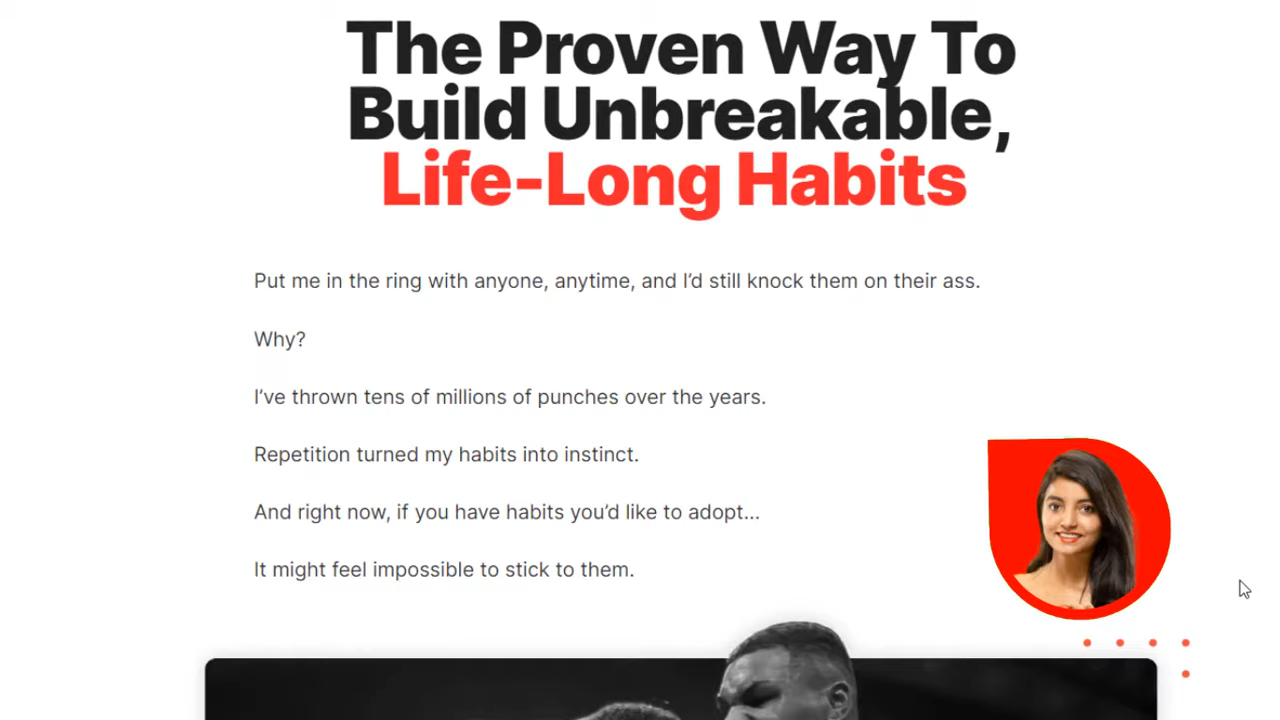 The Proven Way To
Build Unbreakable,
Life-Long Habits
Put me in the ring with anyone, anytime, and I’d still knock them on their ass.
Why?
I’ve thrown tens of millions of punches over the years.
Repetition turned my habits into instinct.
And right now, if you have habits you’d like to adopt…
It might feel impossible to stick to them.